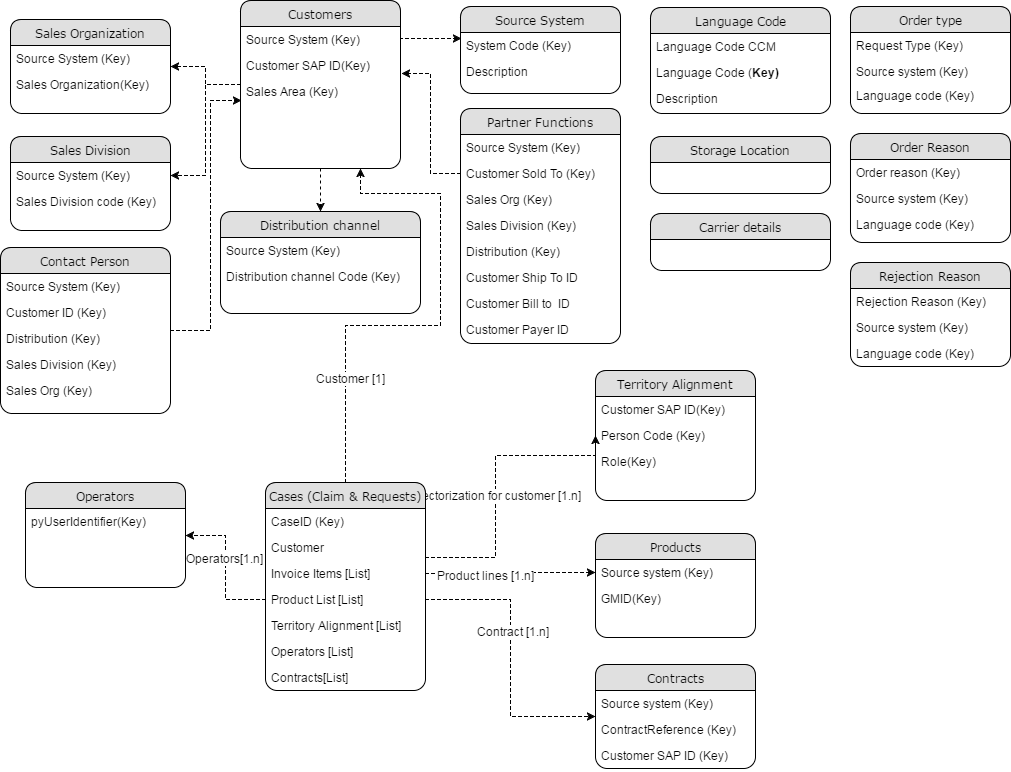 Sales Organization
Source System (Key)
Sales Organization(Key)
Customers
Source System (Key)
Customer SAP ID(Key)
Sales Area (Key)
Source System
System Code (Key)
Description
Language Code
Language Code CCM
Language Code (Key)
Description
Order type
Request Type (Key)
Source system (Key)
Language code (Key)
Sales Division
Source System (Key)
Sales Division code (Key)
Partner Functions
Source System (Key)
Customer Sold To (Key)
Sales Org (Key)
Sales Division (Key)
Distribution (Key)
Customer Ship To ID
Customer Bill to  ID
Customer Payer ID
Storage Location
Order Reason
Order reason (Key)
Source system (Key)
Language code (Key)
Distribution channel
Source System (Key)
Distribution channel Code (Key)
Carrier details
Contact Person
Source System (Key)
Customer ID (Key)
Distribution (Key)
Sales Division (Key)
Sales Org (Key)
Rejection Reason
Rejection Reason (Key)
Source system (Key)
Language code (Key)
Customer [1]
Territory Alignment
Customer SAP ID(Key)
Person Code (Key)
Role(Key)
Operators
pyUserIdentifier(Key)
Operators[1.n]
Cases (Claim & Requests)
CaseID (Key)
Customer
Invoice Items [List]
Product List [List]
Territory Alignment [List]
Operators [List]
Contracts[List]
ectorization for customer [1.n]
Product lines [1.n]
Contract [1.n]
Products
Source system (Key)
GMID(Key)
Contracts
Source system (Key)
ContractReference (Key)
Customer SAP ID (Key)